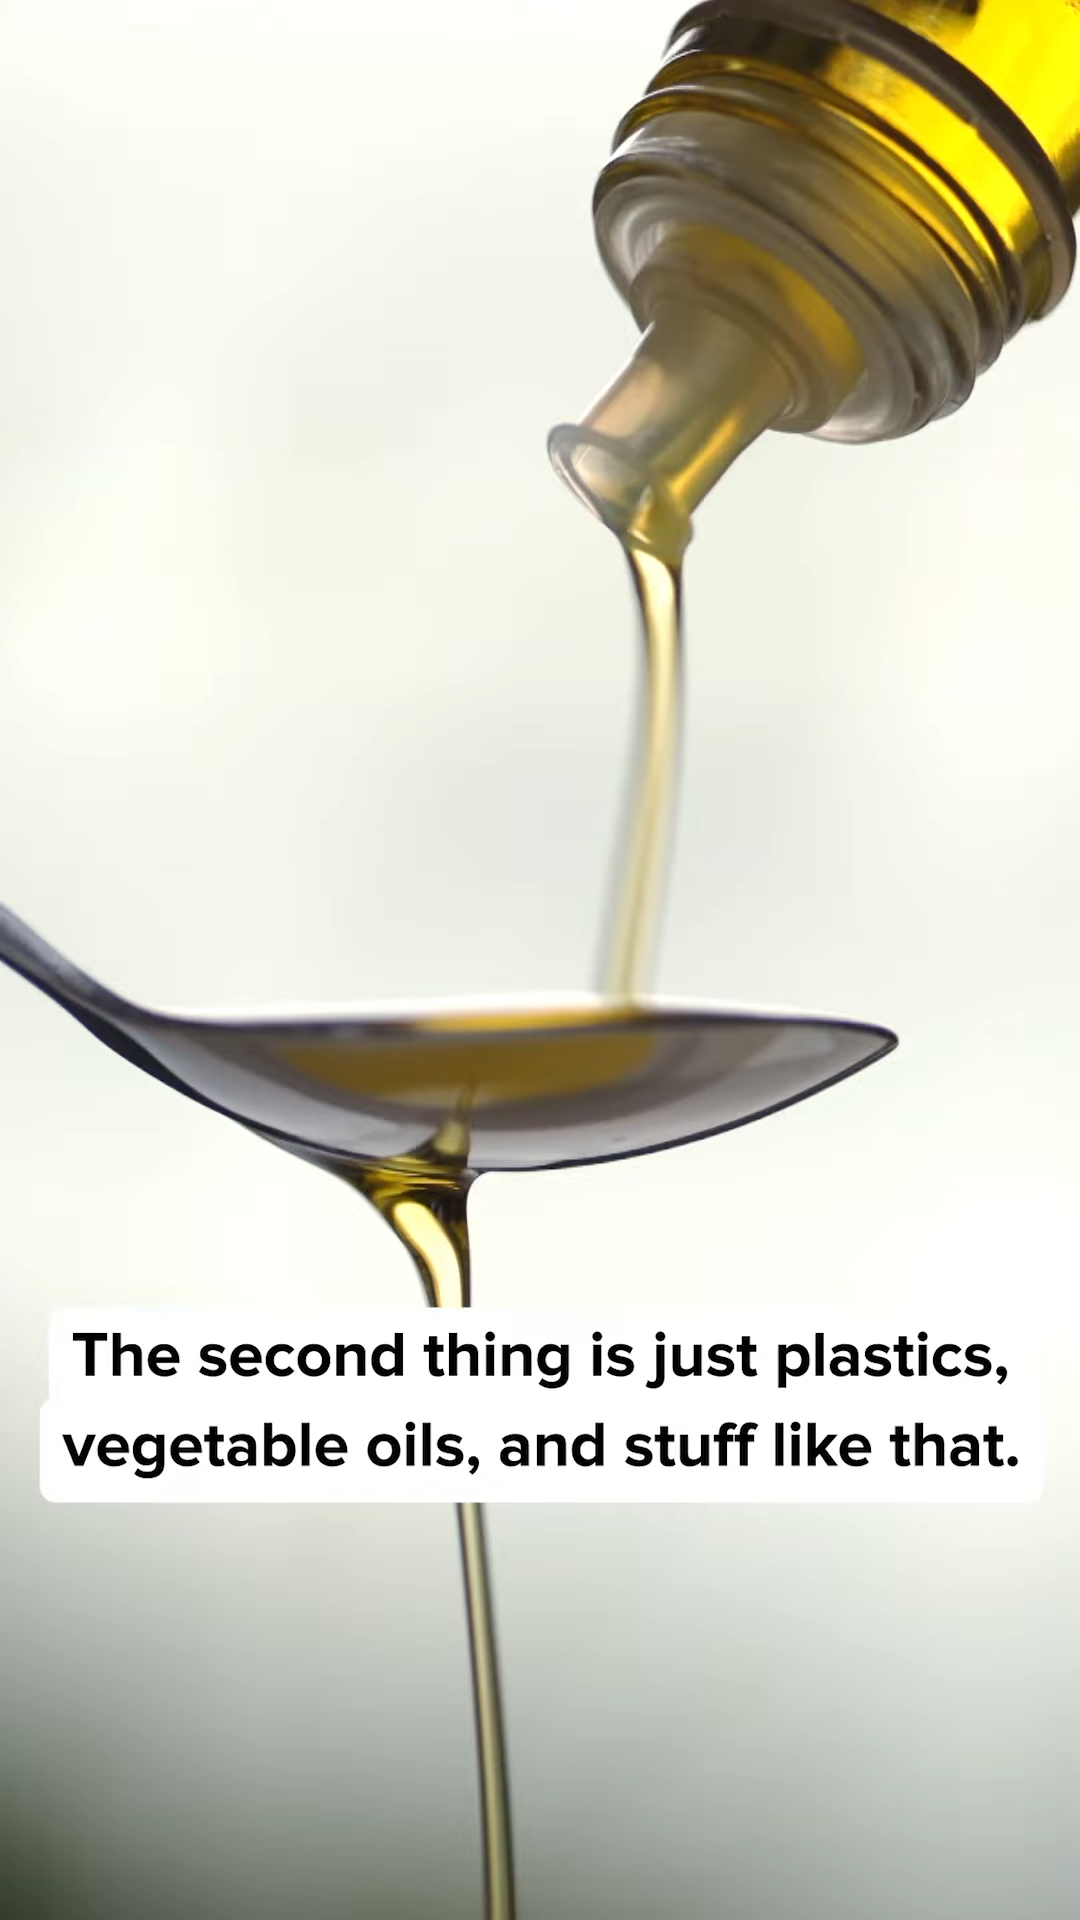 The second thing is just plastics,
vegetable oils, and stuff like that.